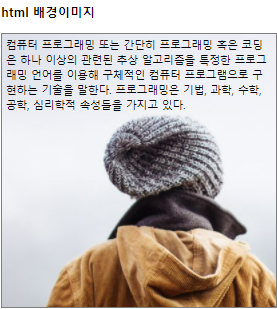 html 배경이미지
컴퓨터 프로그래밍 또는 간단히 프로그래밍 혹은 코딩
은 하나 이상의 관련된 추상 알고리즘을 특정한 프로그
래밍 언어를 이용해 구체적인 컴퓨터 프로그램으로 구
현하는 기술을 말한다. 프로그래밍은 기법, 과학, 수학,
공학, 심리학적 속성들을 가지고 있다.